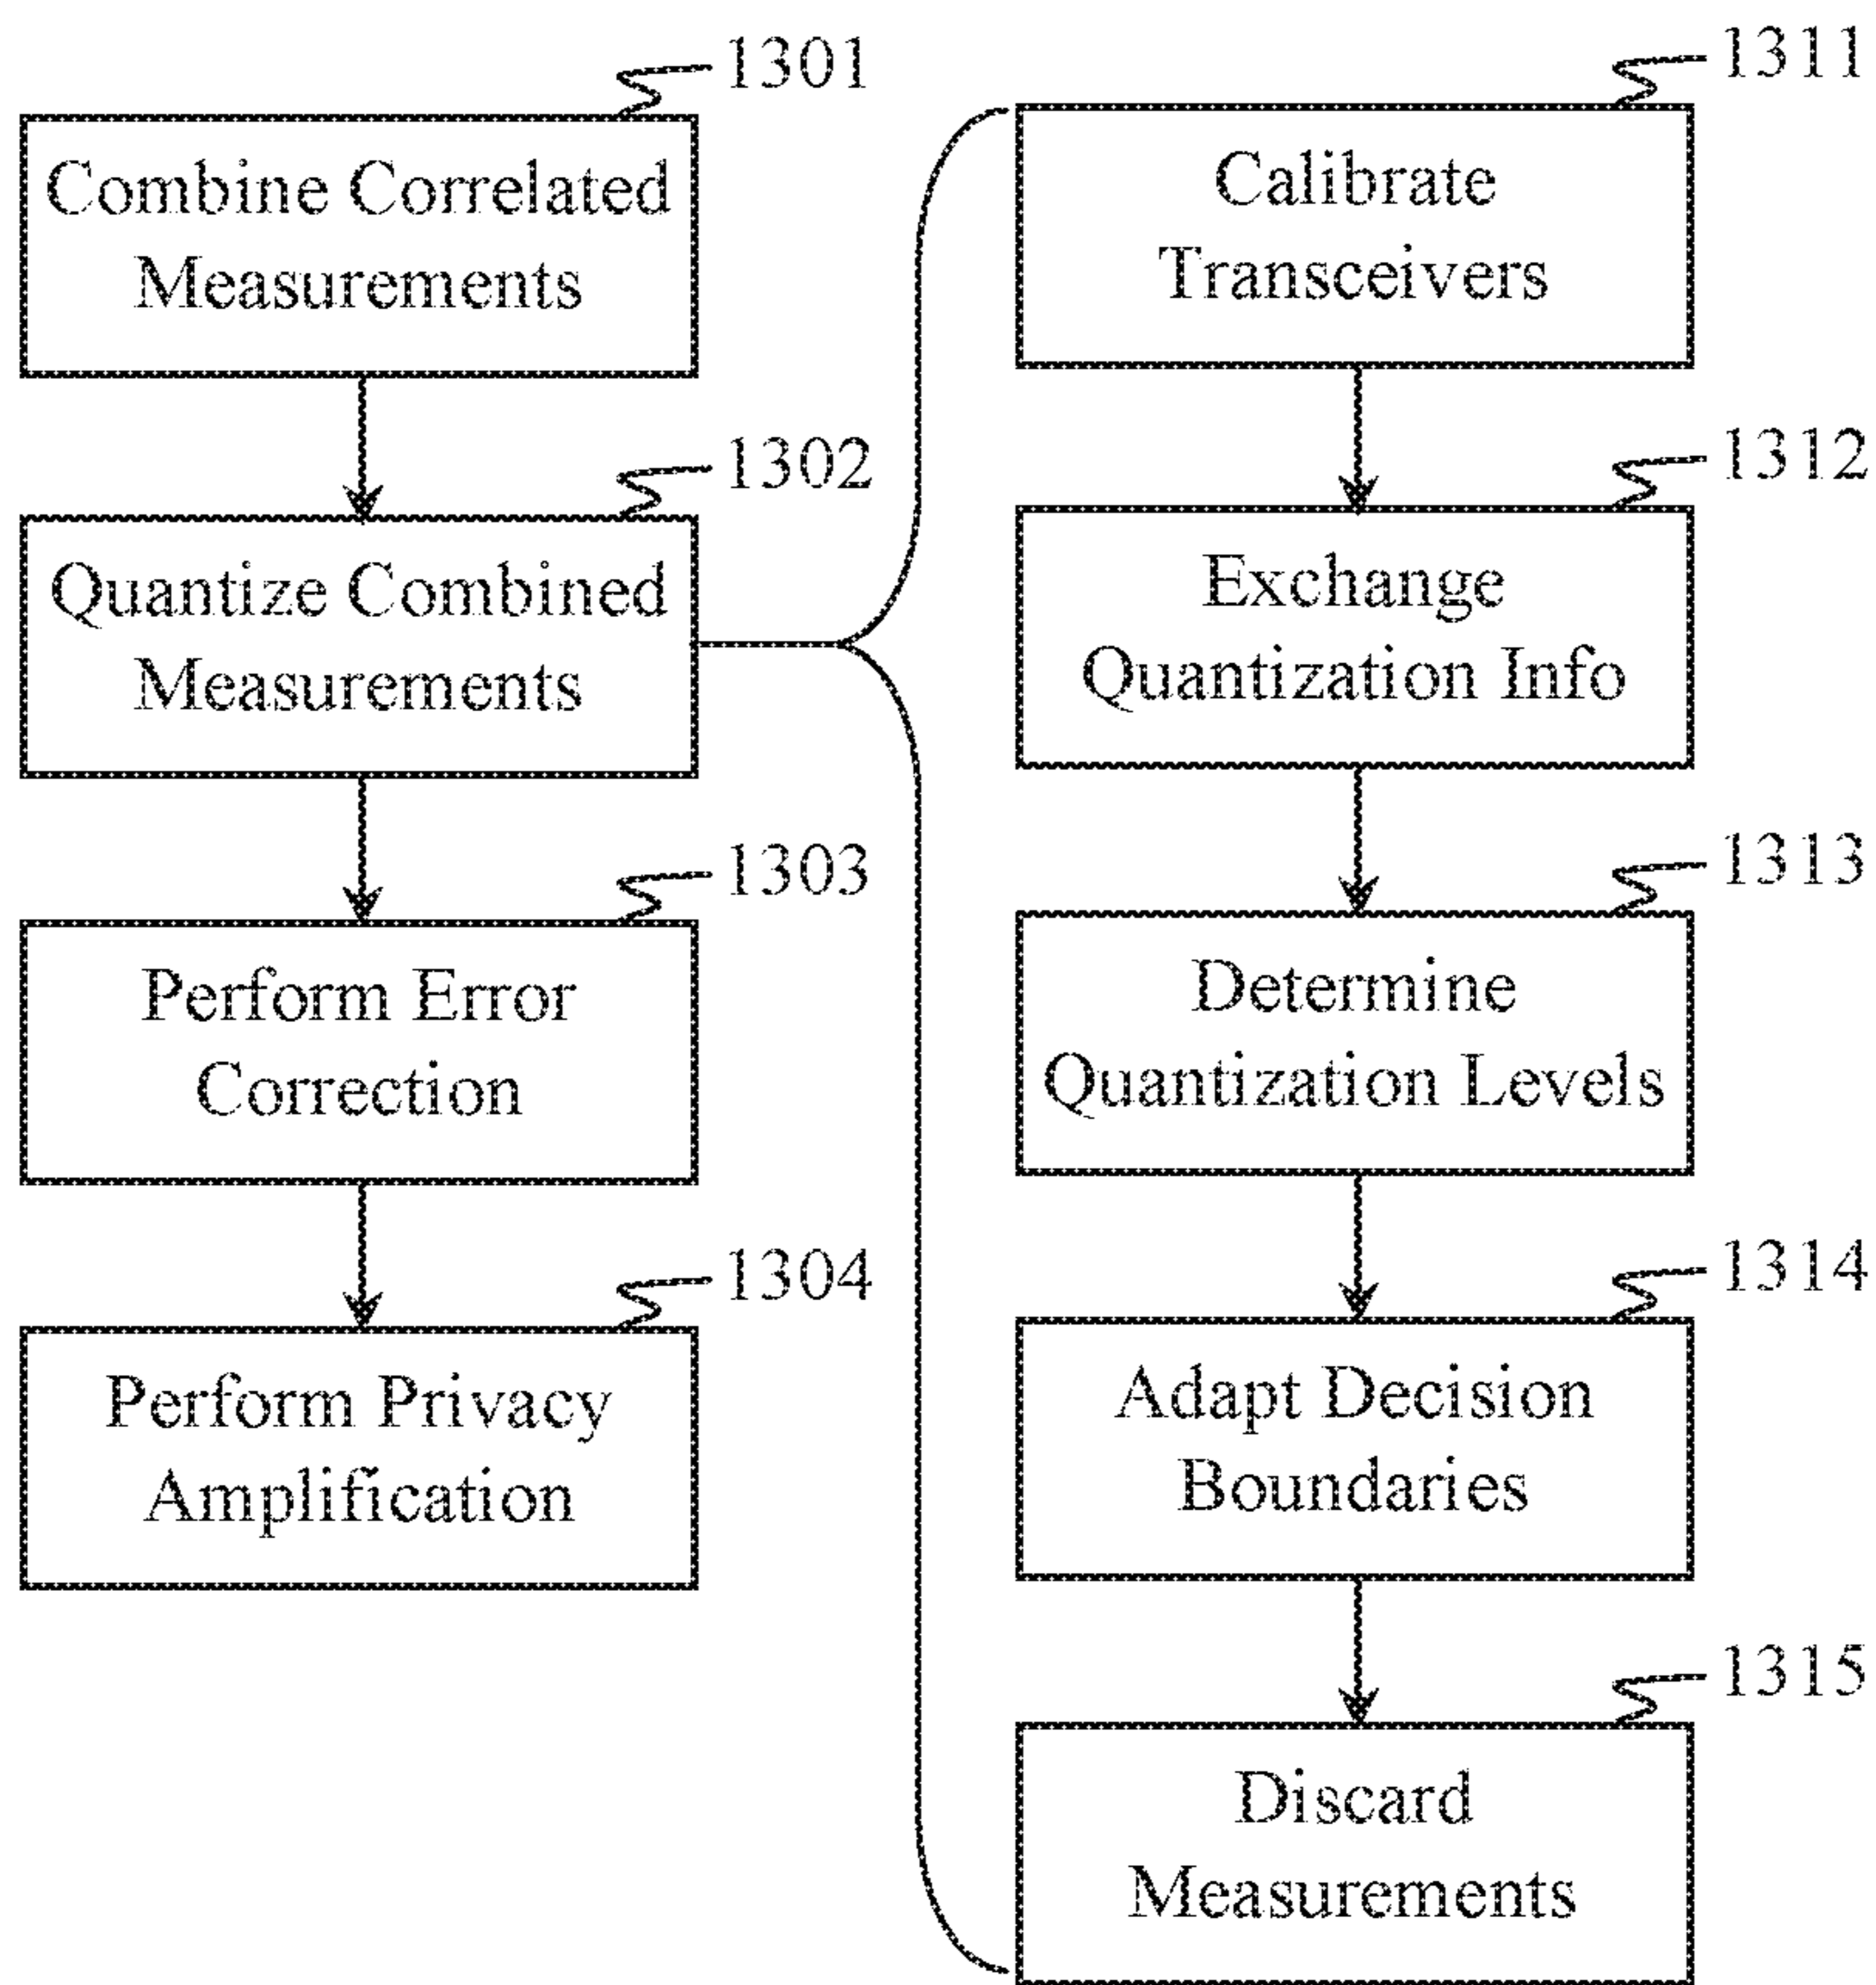 1301
Combine Correlated
Measurements
1302
Quantize Combined
Measurements
1303
Perform Error
Correction
1304
Perform Privacy
Amplification
1311
Calibrate
Transceivers
1312
Exchange
Quantization Info
1313
Determine
Quantization Levels
1314
Adapt Decision
Boundaries
1315
Discard
Measurements